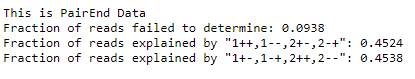 This is PairEnd Data
Fraction of reads failed to determine: 0.0938
Fraction of reads explained by "1++,1--,2+-,2-+": 0.4524
Fraction of reads explained by "1+-,1-+,2++,2--": 0.4538